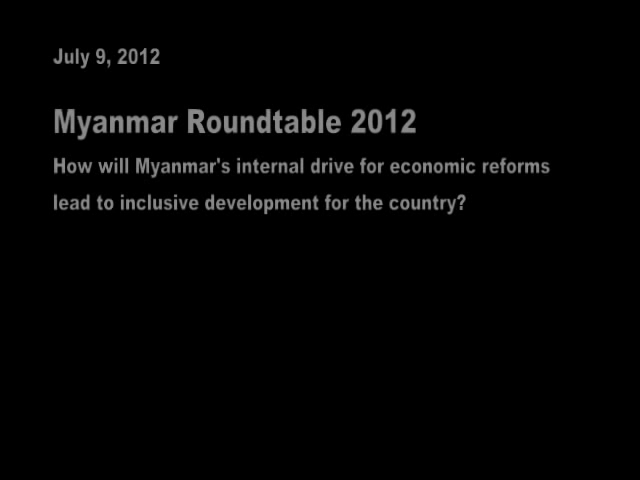 July 9, 2012
Myanmar Roundtable 2012
How will Myanmar's internal drive for economic reforms
lead to inclusive development for the country?